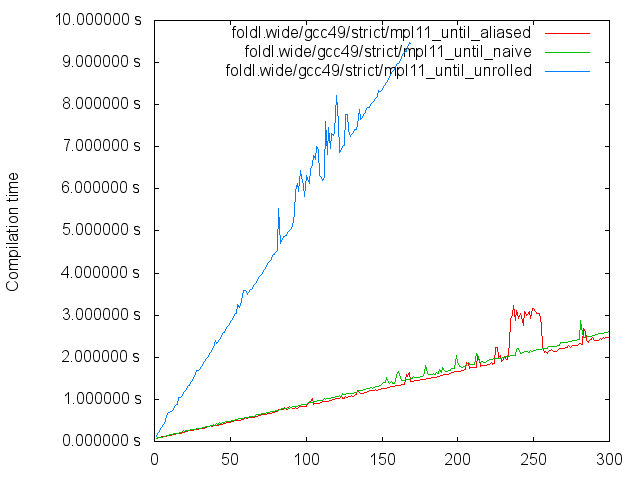 10.000000 s
9.000000 s
8.000000 s
7.000000 s
6.000000 s
5.000000 s
4.000000 s
3.000000 s
2.000000 s
1.000000 s
0.000000 s
Compilation time
foldl.wide/gcc49/strict/mpl11_until_aliased
foldl.wide/gcc49/strict/mpl11_until_naive
foldl.wide/gcc49/strict/mpl11_until_unrolled
0 50 100 150 200 250 300